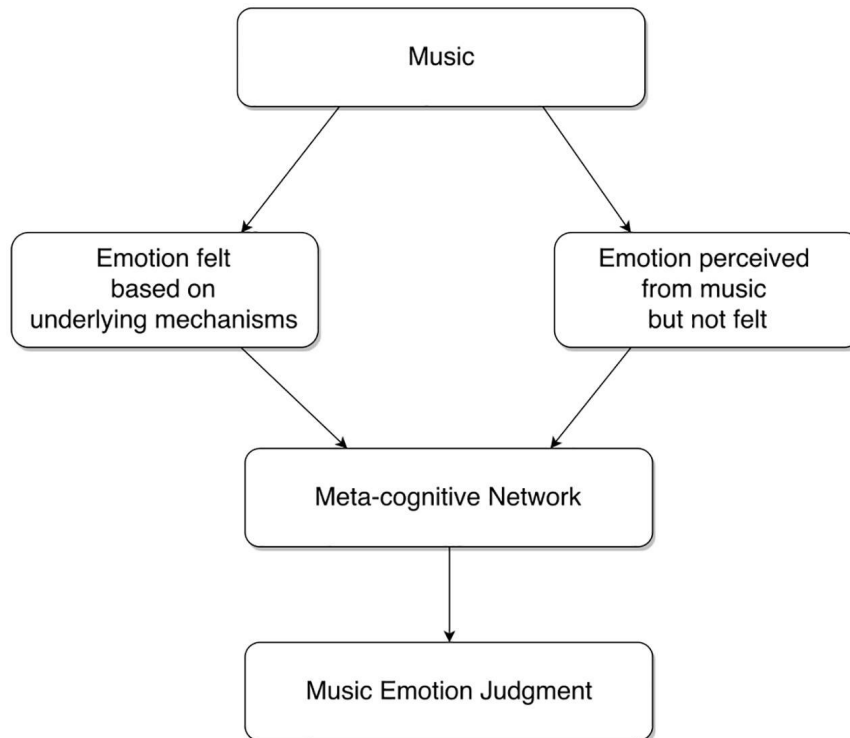 Music
Emotion felt
based on
underlying mechanisms
Emotion perceived
from music
but not felt
Meta-cognitive Network
Music Emotion Judgment